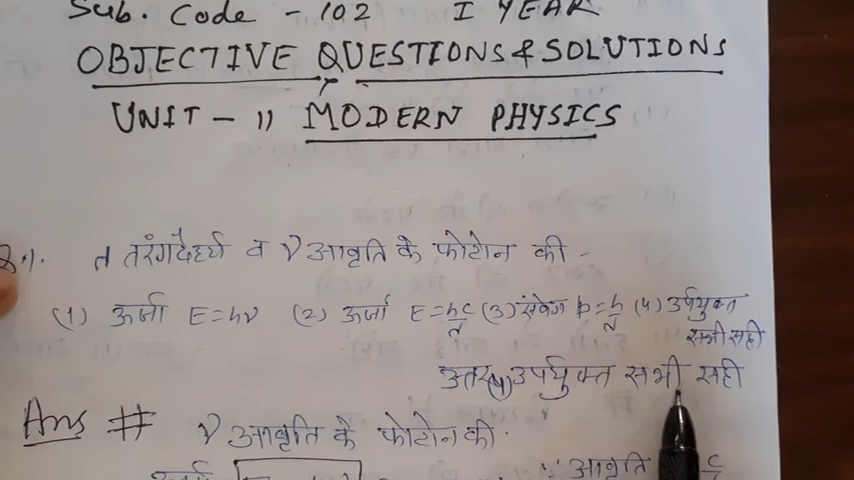 Sub. Code - 102 I YEAR
OBJECTIVE QUESTIONS & SOLUTIONS
UNIT - 11 MODERN PHYSICS
λ तरंगदैर्ध्य व ν आवृति के फोटोन की -
(1) ऊर्जा E=hν (2) ऊर्जा E=hc/λ (3) संवेग p=h/λ (4) उपर्युक्त
सभी सही
उत्तर (4) उपर्युक्त सभी सही
Ans # ν आवृति के फोटोन की.
∵ आवृति